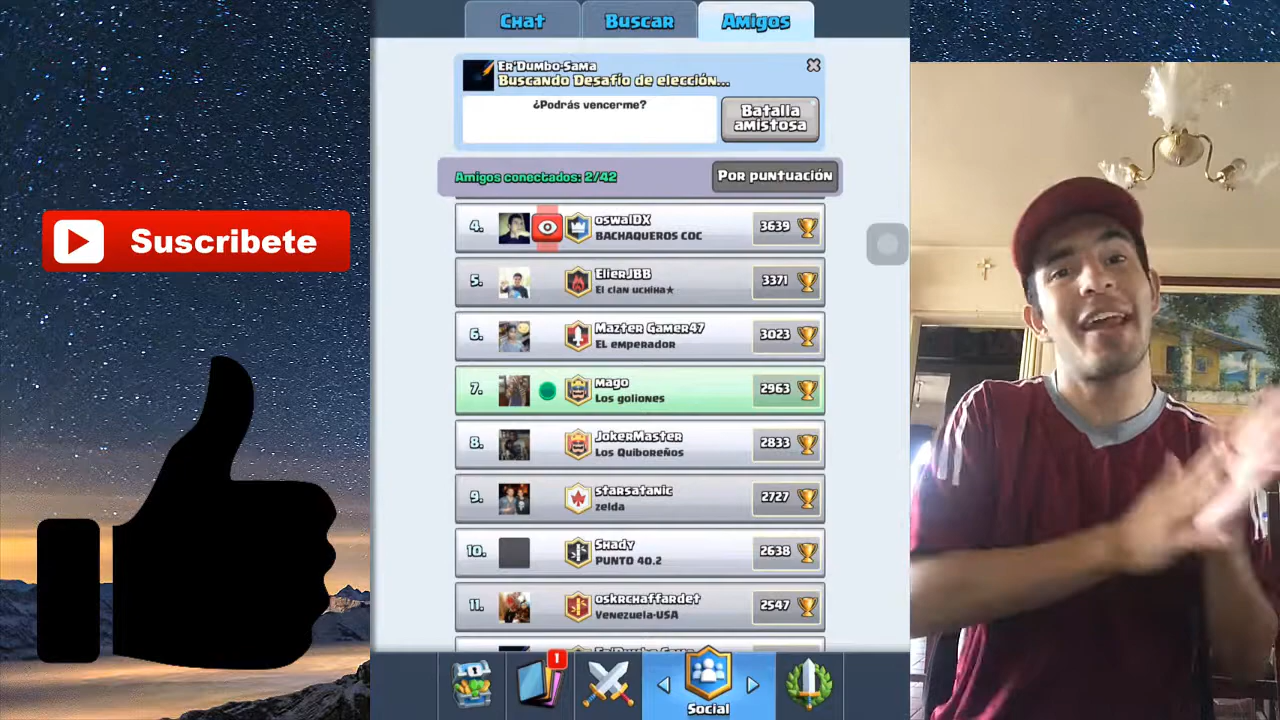 Chat
Buscar
Amigos
Er'Dumbo-Sama
Buscando Desafío de elección...
¿Podrás vencerme?
Batalla
amistosa
Amigos conectados: 2/42
Por puntuación
4.
oswalDX
BACHAQUEROS COC
3639
5.
ElierJBB
El clan uchiha★
3371
6.
Mazter Gamer47
EL emperador
3023
7.
Mago
Los goliones
2963
8.
JokerMaster
Los Quiboreños
2833
9.
starsatanic
zelda
2727
10.
Shady
PUNTO 40.2
2638
11.
oskrchaffardet
Venezuela-USA
2547
Er'Dumbo-Sama
1
Social
Suscribete